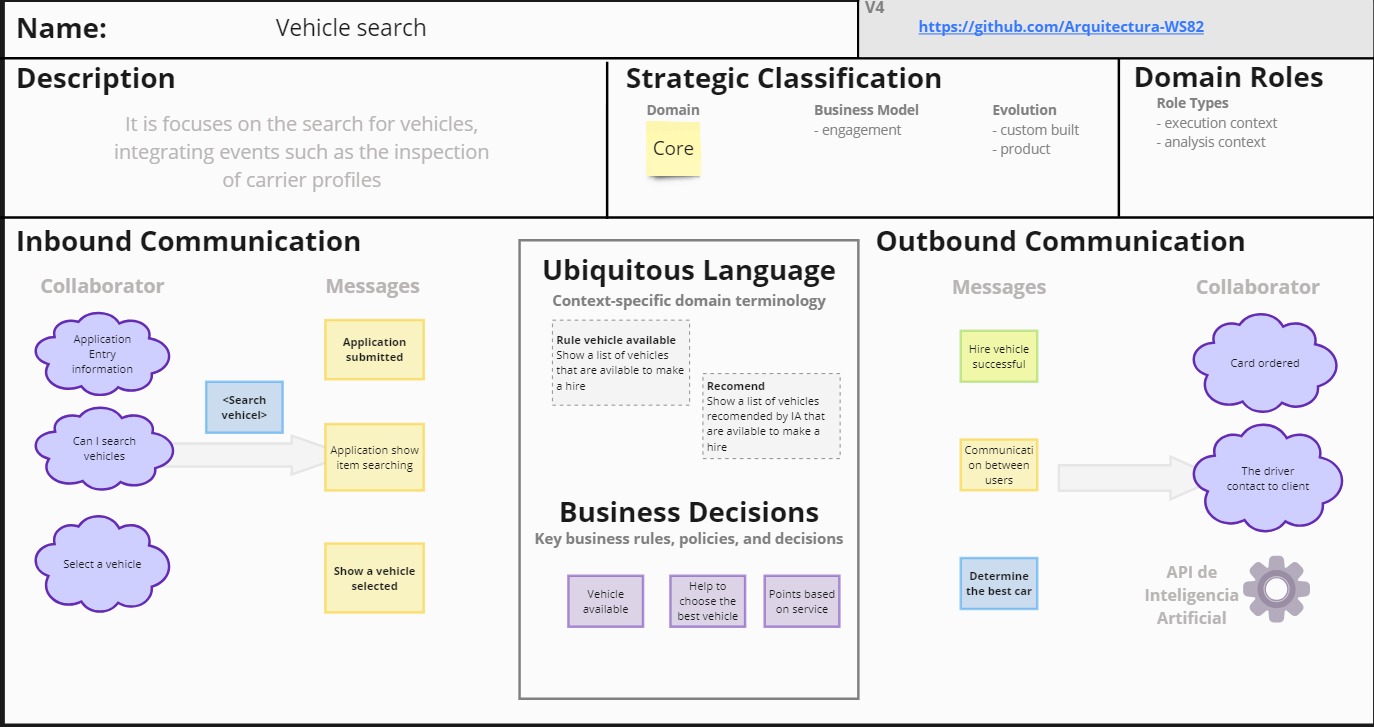 Name:
Vehicle search
V4
https://github.com/Arquitectura-WS82
Description
It is focuses on the search for vehicles,
integrating events such as the inspection
of carrier profiles
Strategic Classification
Domain
Core
Business Model
- engagement
Evolution
- custom built
- product
Domain Roles
Role Types
- execution context
- analysis context
Inbound Communication
Collaborator
Messages
Application
Entry
information
Application
submitted
<Search
vehicel>
Can I search
vehicles
Application show
item searching
Select a vehicle
Show a vehicle
selected
Ubiquitous Language
Context-specific domain terminology
Rule vehicle available
Show a list of vehicles
that are avilable to make
a hire
Recomend
Show a list of vehicles
recomended by IA that
are avilable to make a
hire
Business Decisions
Key business rules, policies, and decisions
Vehicle
available
Help to
choose the
best vehicle
Points based
on service
Outbound Communication
Messages
Collaborator
Hire vehicle
successful
Card ordered
Communicati
on between
users
The driver
contact to client
Determine
the best car
API de
Inteligencia
Artificial